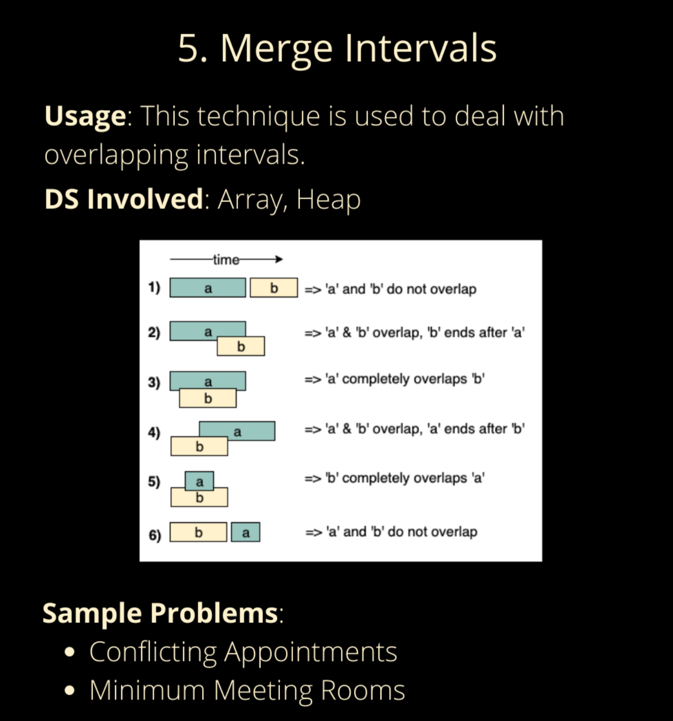 5. Merge Intervals
Usage: This technique is used to deal with
overlapping intervals.
DS Involved: Array, Heap
time
1) a b => 'a' and 'b' do not overlap
2) a b => 'a' & 'b' overlap, 'b' ends after 'a'
3) a b => 'a' completely overlaps 'b'
4) a b => 'a' & 'b' overlap, 'a' ends after 'b'
5) a b => 'b' completely overlaps 'a'
6) b a => 'a' and 'b' do not overlap
Sample Problems:
• Conflicting Appointments
• Minimum Meeting Rooms